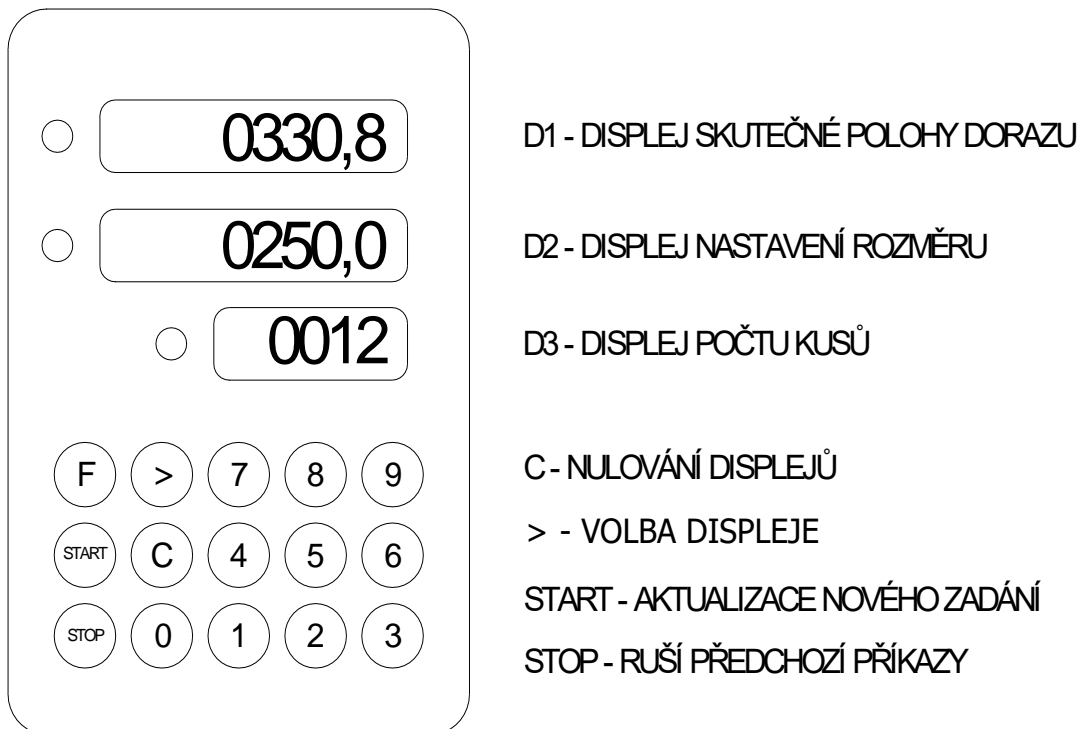 0330,8
D1 - DISPLEJ SKUTEČNÉ POLOHY DORAZU
0250,0
D2 - DISPLEJ NASTAVENÍ ROZMĚRU
0012
D3 - DISPLEJ POČTU KUSŮ
F > 7 8 9
C - NULOVÁNÍ DISPLEJŮ
> - VOLBA DISPLEJE
START C 4 5 6
START - AKTUALIZACE NOVÉHO ZADÁNÍ
STOP 0 1 2 3
STOP - RUŠÍ PŘEDCHOZÍ PŘÍKAZY